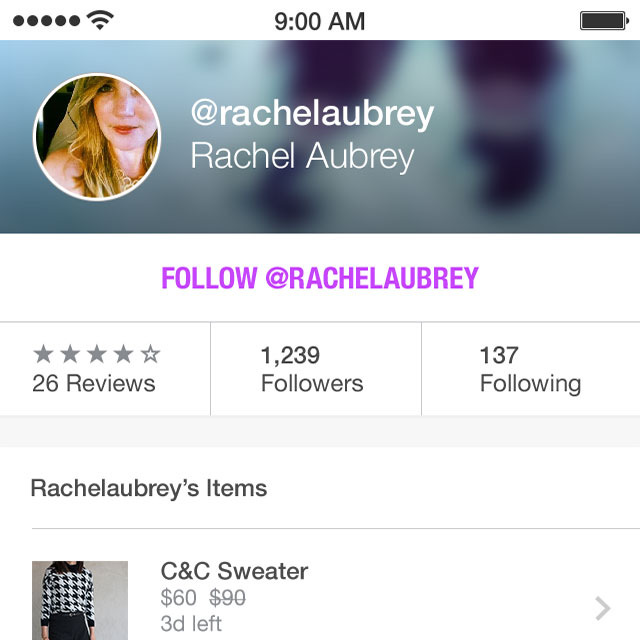 9:00 AM
@rachelaubrey
Rachel Aubrey
FOLLOW @RACHELAUBREY
26 Reviews
1,239
Followers
137
Following
Rachelaubrey’s Items
C&C Sweater
$60 $90
3d left